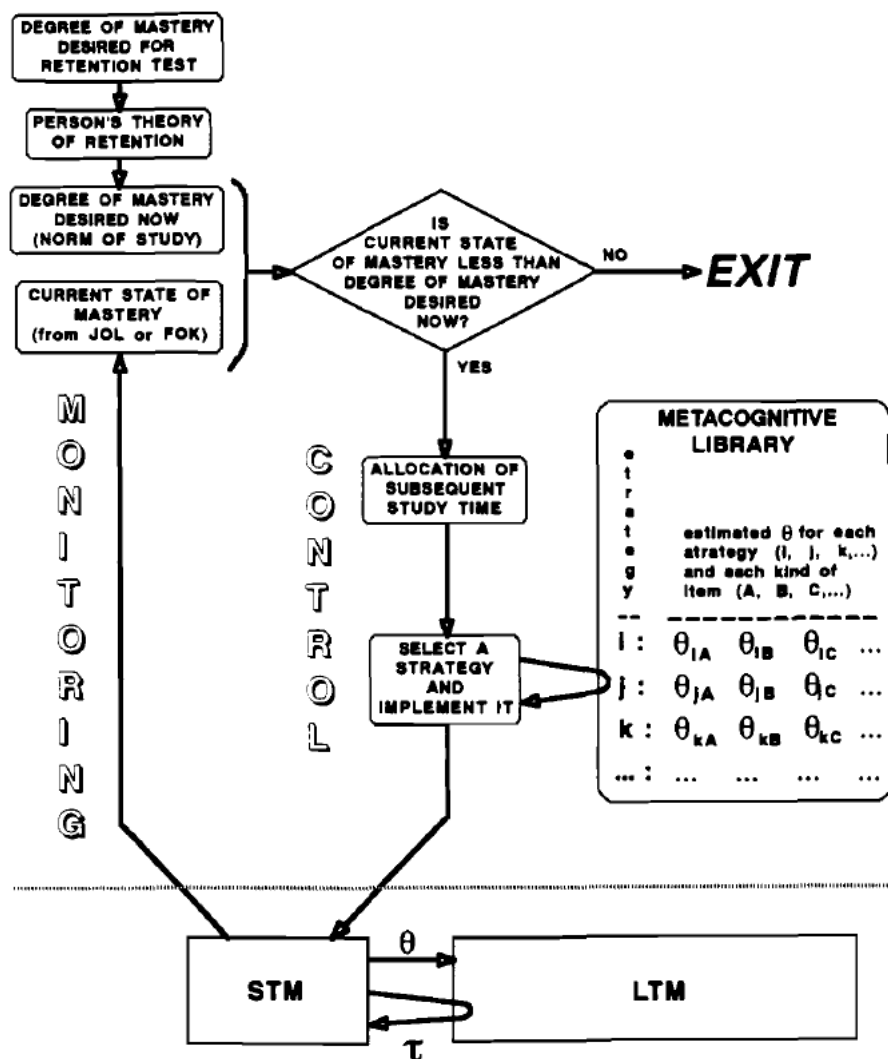 DEGREE OF MASTERY
DESIRED FOR
RETENTION TEST
PERSON'S THEORY
OF RETENTION
DEGREE OF MASTERY
DESIRED NOW
(NORM OF STUDY)
CURRENT STATE OF
MASTERY
(from JOL or FOK)
IS
CURRENT STATE
OF MASTERY LESS THAN
DEGREE OF MASTERY
DESIRED
NOW?
NO
EXIT
YES
MONITORING
CONTROL
ALLOCATION OF
SUBSEQUENT
STUDY TIME
SELECT A
STRATEGY
AND
IMPLEMENT IT
METACOGNITIVE
LIBRARY
strategy
estimated θ for each
strategy (i, j, k,...)
and each kind of
item (A, B, C,...)
-- -----------
i : θiA θiB θiC ...
j : θjA θjB θjC ...
k : θkA θkB θkC ...
... : ... ... ... ...
θ
STM
LTM
τ